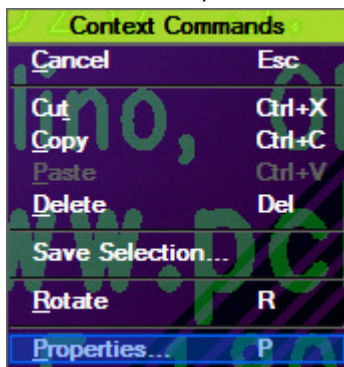 Context Commands
Cancel Esc
Cut Ctrl+X
Copy Ctrl+C
Paste Ctrl+V
Delete Del
Save Selection...
Rotate R
Properties... P